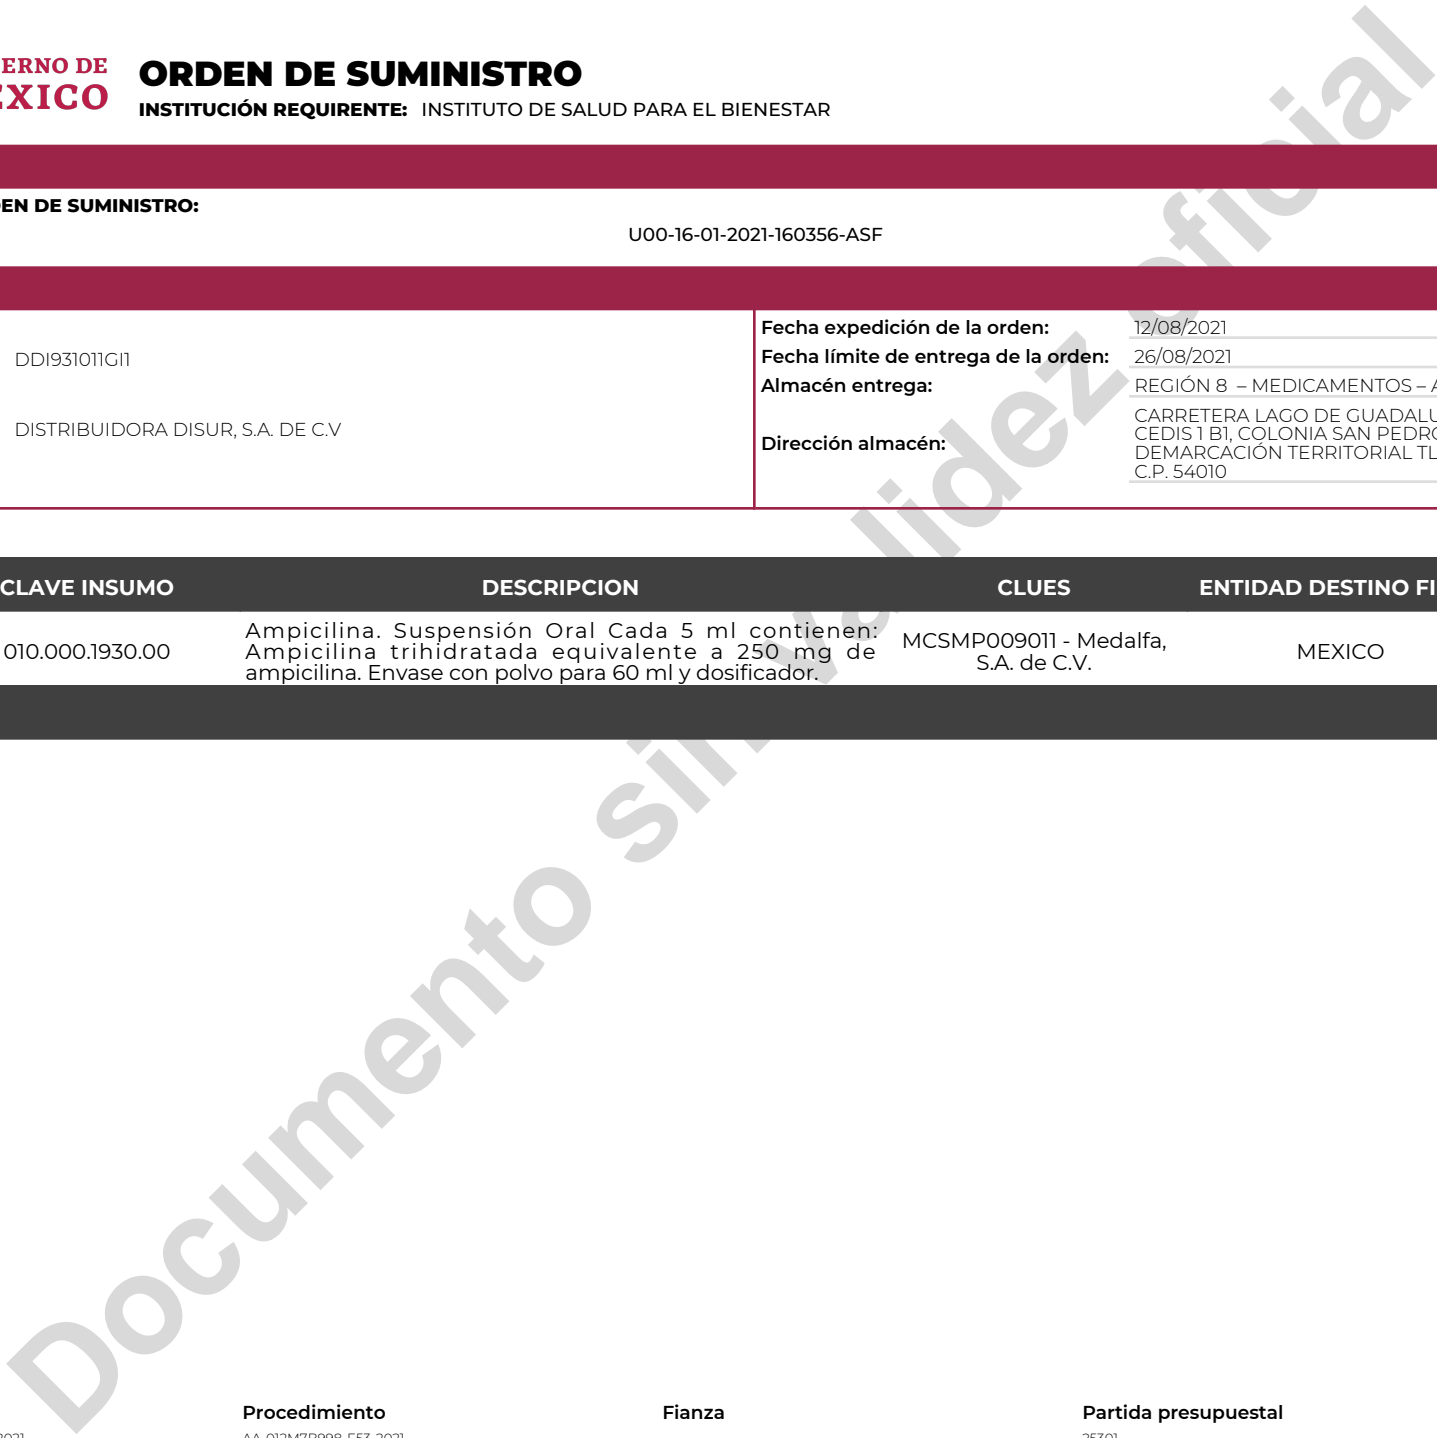 ERNO DE
EXICO
ORDEN DE SUMINISTRO
INSTITUCIÓN REQUIRENTE: INSTITUTO DE SALUD PARA EL BIENESTAR
EN DE SUMINISTRO:
U00-16-01-2021-160356-ASF
DDI931011GI1
DISTRIBUIDORA DISUR, S.A. DE C.V
Fecha expedición de la orden: 12/08/2021
Fecha límite de entrega de la orden: 26/08/2021
Almacén entrega: REGIÓN 8 – MEDICAMENTOS – A
Dirección almacén:
CARRETERA LAGO DE GUADALU
CEDIS 1 B1, COLONIA SAN PEDRO
DEMARCACIÓN TERRITORIAL TL
C.P. 54010
CLAVE INSUMO DESCRIPCION CLUES ENTIDAD DESTINO FI
010.000.1930.00
Ampicilina. Suspensión Oral Cada 5 ml contienen:
Ampicilina trihidratada equivalente a 250 mg de
ampicilina. Envase con polvo para 60 ml y dosificador.
MCSMP009011 - Medalfa,
S.A. de C.V.
MEXICO
Documento sin validez oficial
Procedimiento Fianza Partida presupuestal